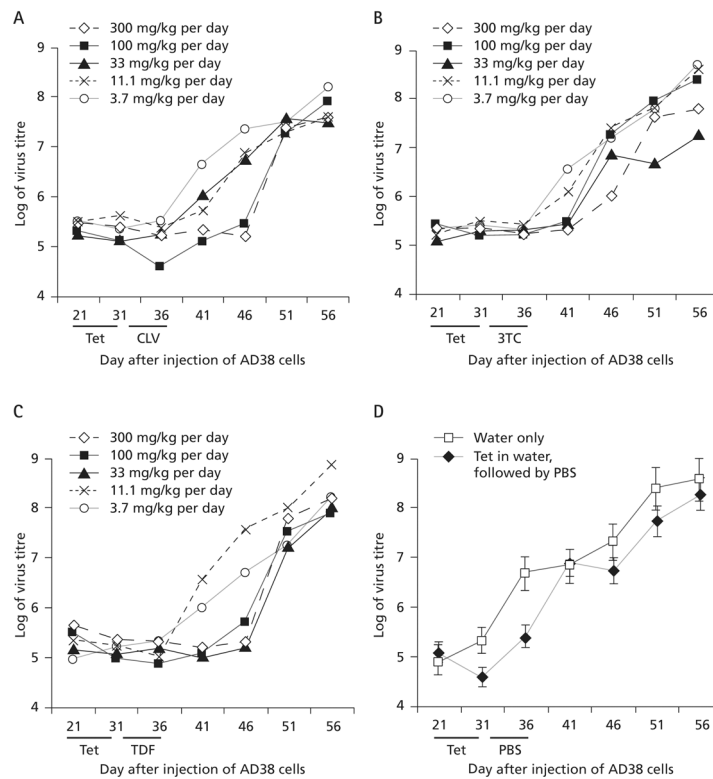 A
300 mg/kg per day
100 mg/kg per day
33 mg/kg per day
11.1 mg/kg per day
3.7 mg/kg per day
Log of virus titre
9
8
7
6
5
4
21 31 36 41 46 51 56
Tet CLV
Day after injection of AD38 cells
B
300 mg/kg per day
100 mg/kg per day
33 mg/kg per day
11.1 mg/kg per day
3.7 mg/kg per day
Log of virus titre
9
8
7
6
5
4
21 31 36 41 46 51 56
Tet 3TC
Day after injection of AD38 cells
C
300 mg/kg per day
100 mg/kg per day
33 mg/kg per day
11.1 mg/kg per day
3.7 mg/kg per day
Log of virus titre
9
8
7
6
5
4
21 31 36 41 46 51 56
Tet TDF
Day after injection of AD38 cells
D
Water only
Tet in water,
followed by PBS
Log of virus titre
9
8
7
6
5
4
21 31 36 41 46 51 56
Tet PBS
Day after injection of AD38 cells